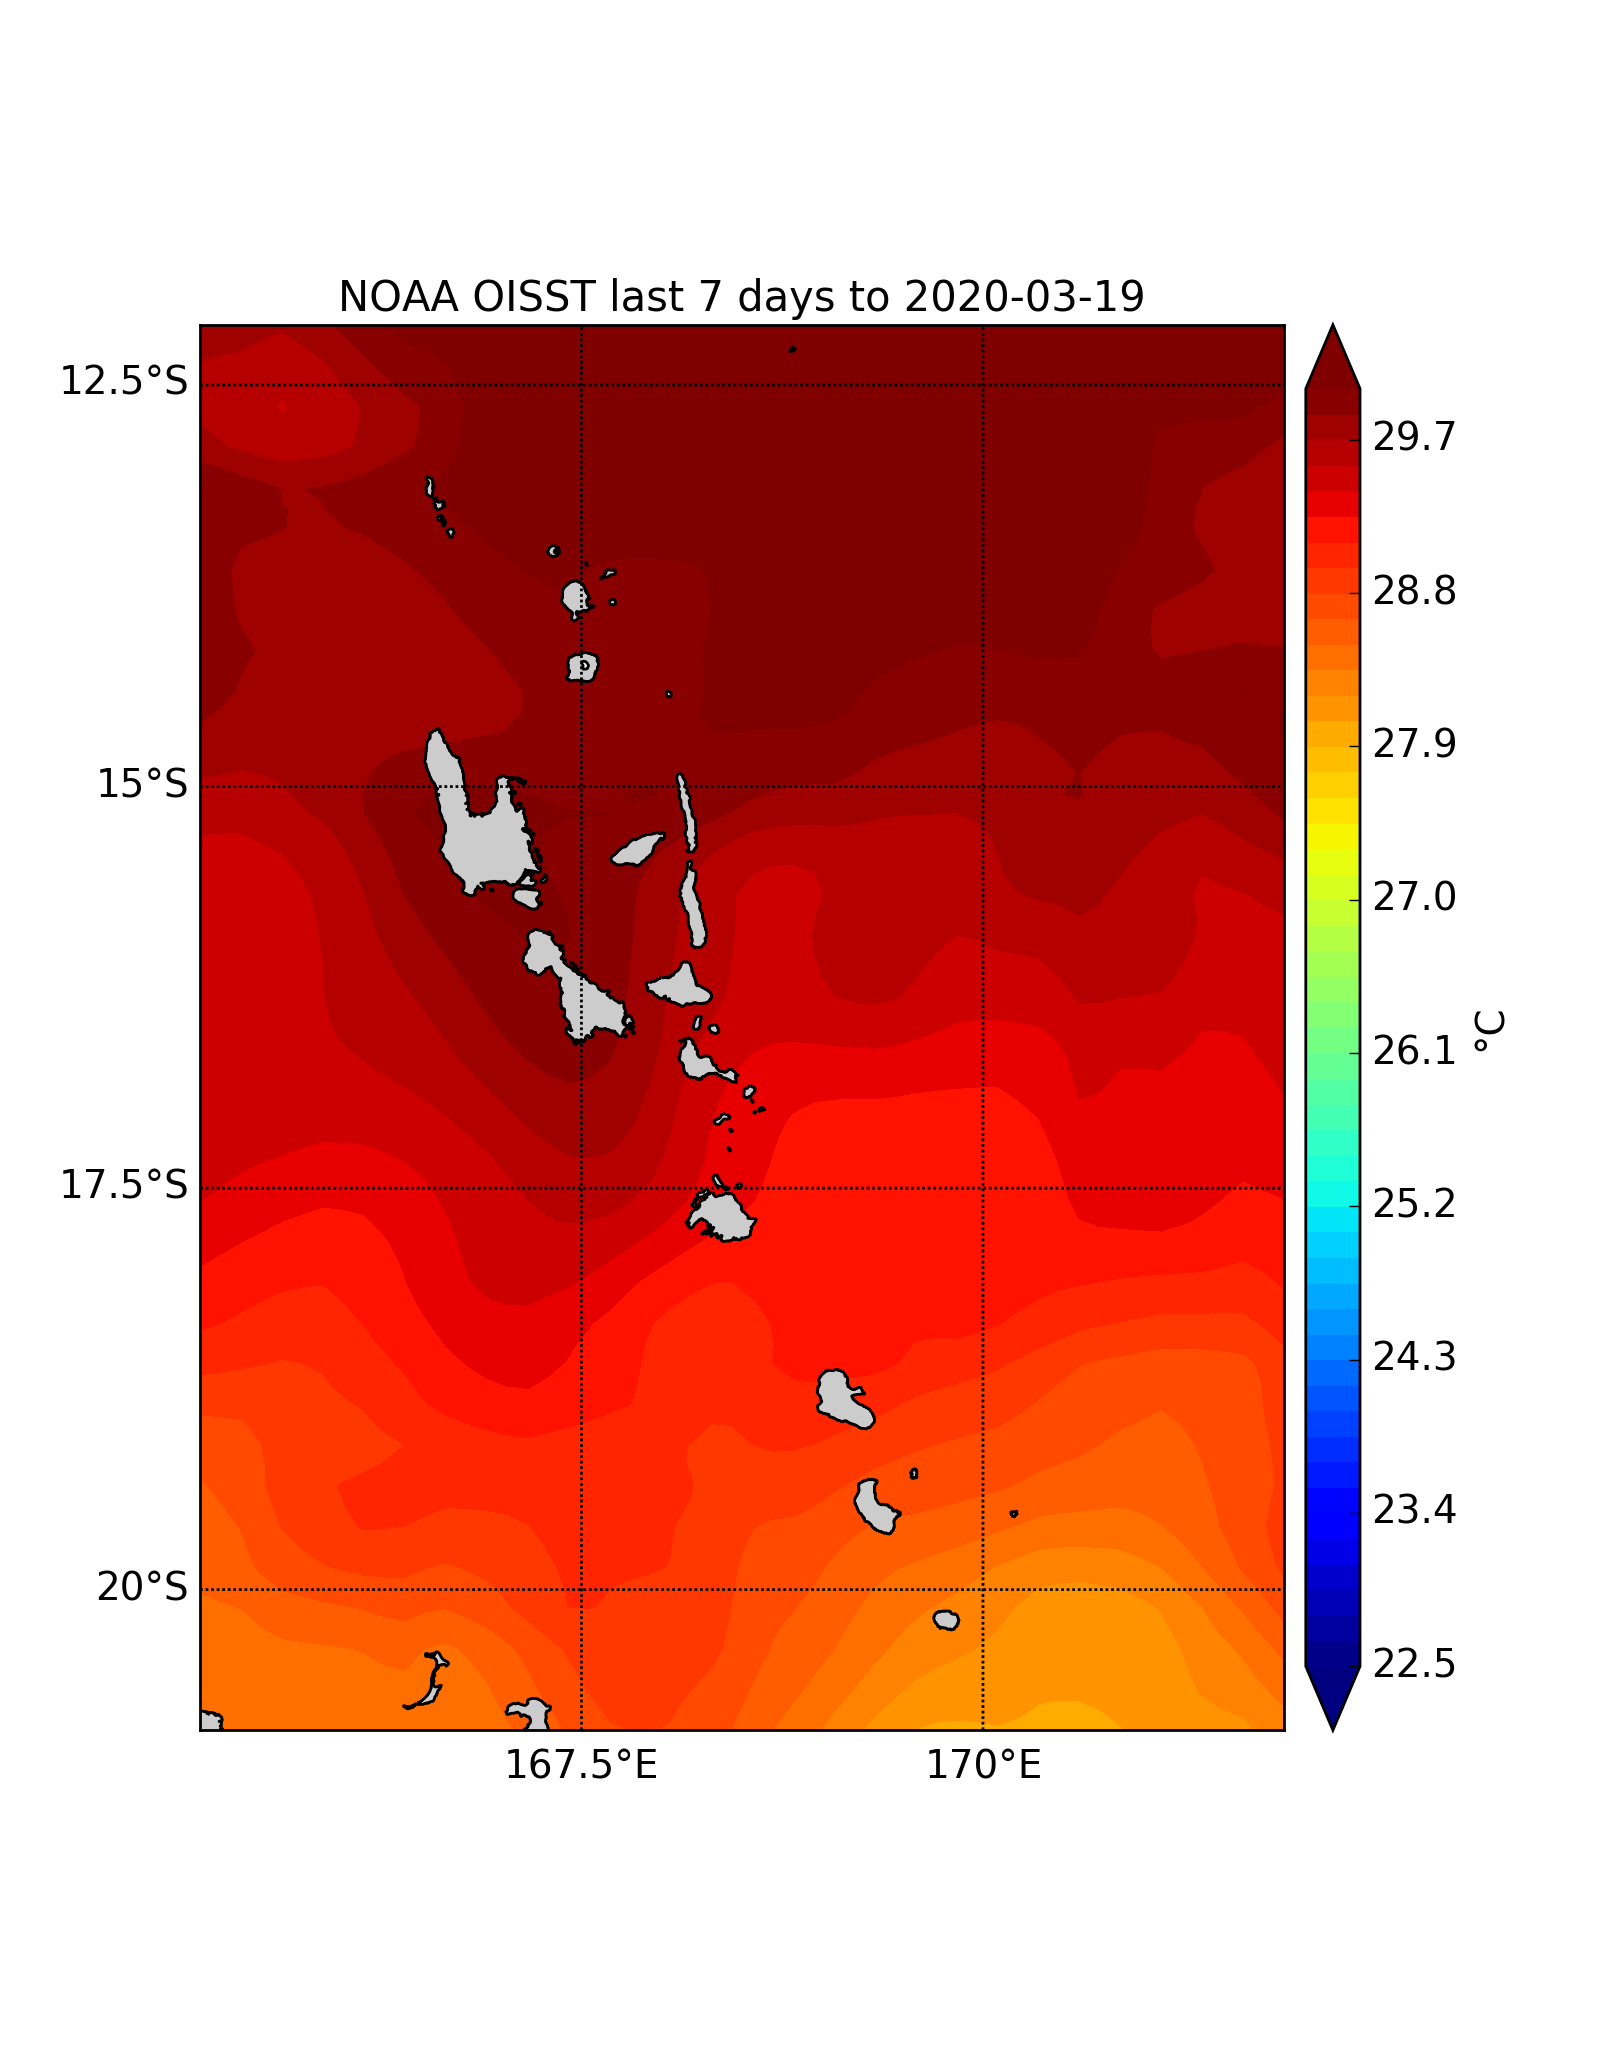 NOAA OISST last 7 days to 2020-03-19
12.5°S
15°S
17.5°S
20°S
167.5°E
170°E
29.7
28.8
27.9
27.0
26.1
25.2
24.3
23.4
22.5
°C